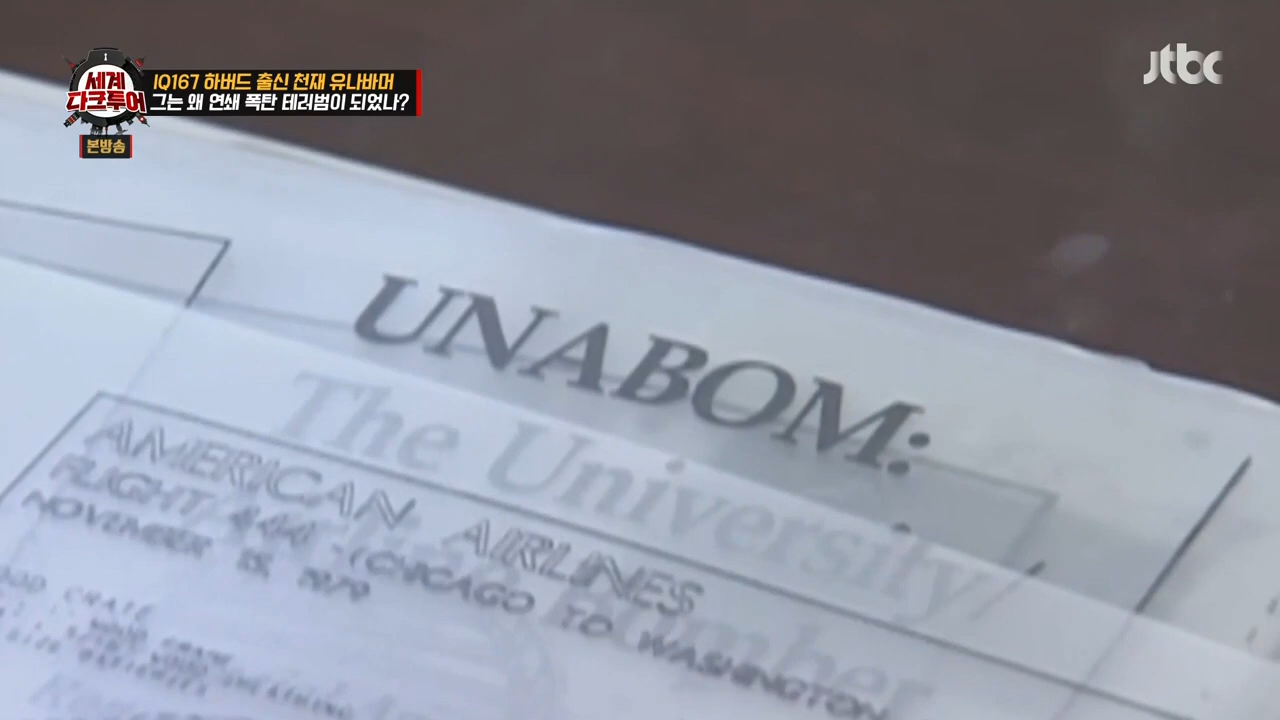 세계
다크투어
본방송
IQ167 하버드 출신 천재 유나바머
그는 왜 연쇄 폭탄 테러범이 되었나?
jtbc
UNABOM:
The University
Bomber
AMERICAN AIRLINES
FLIGHT 444 (CHICAGO TO WASHINGTON
NOVEMBER 15, 1979
CRATE